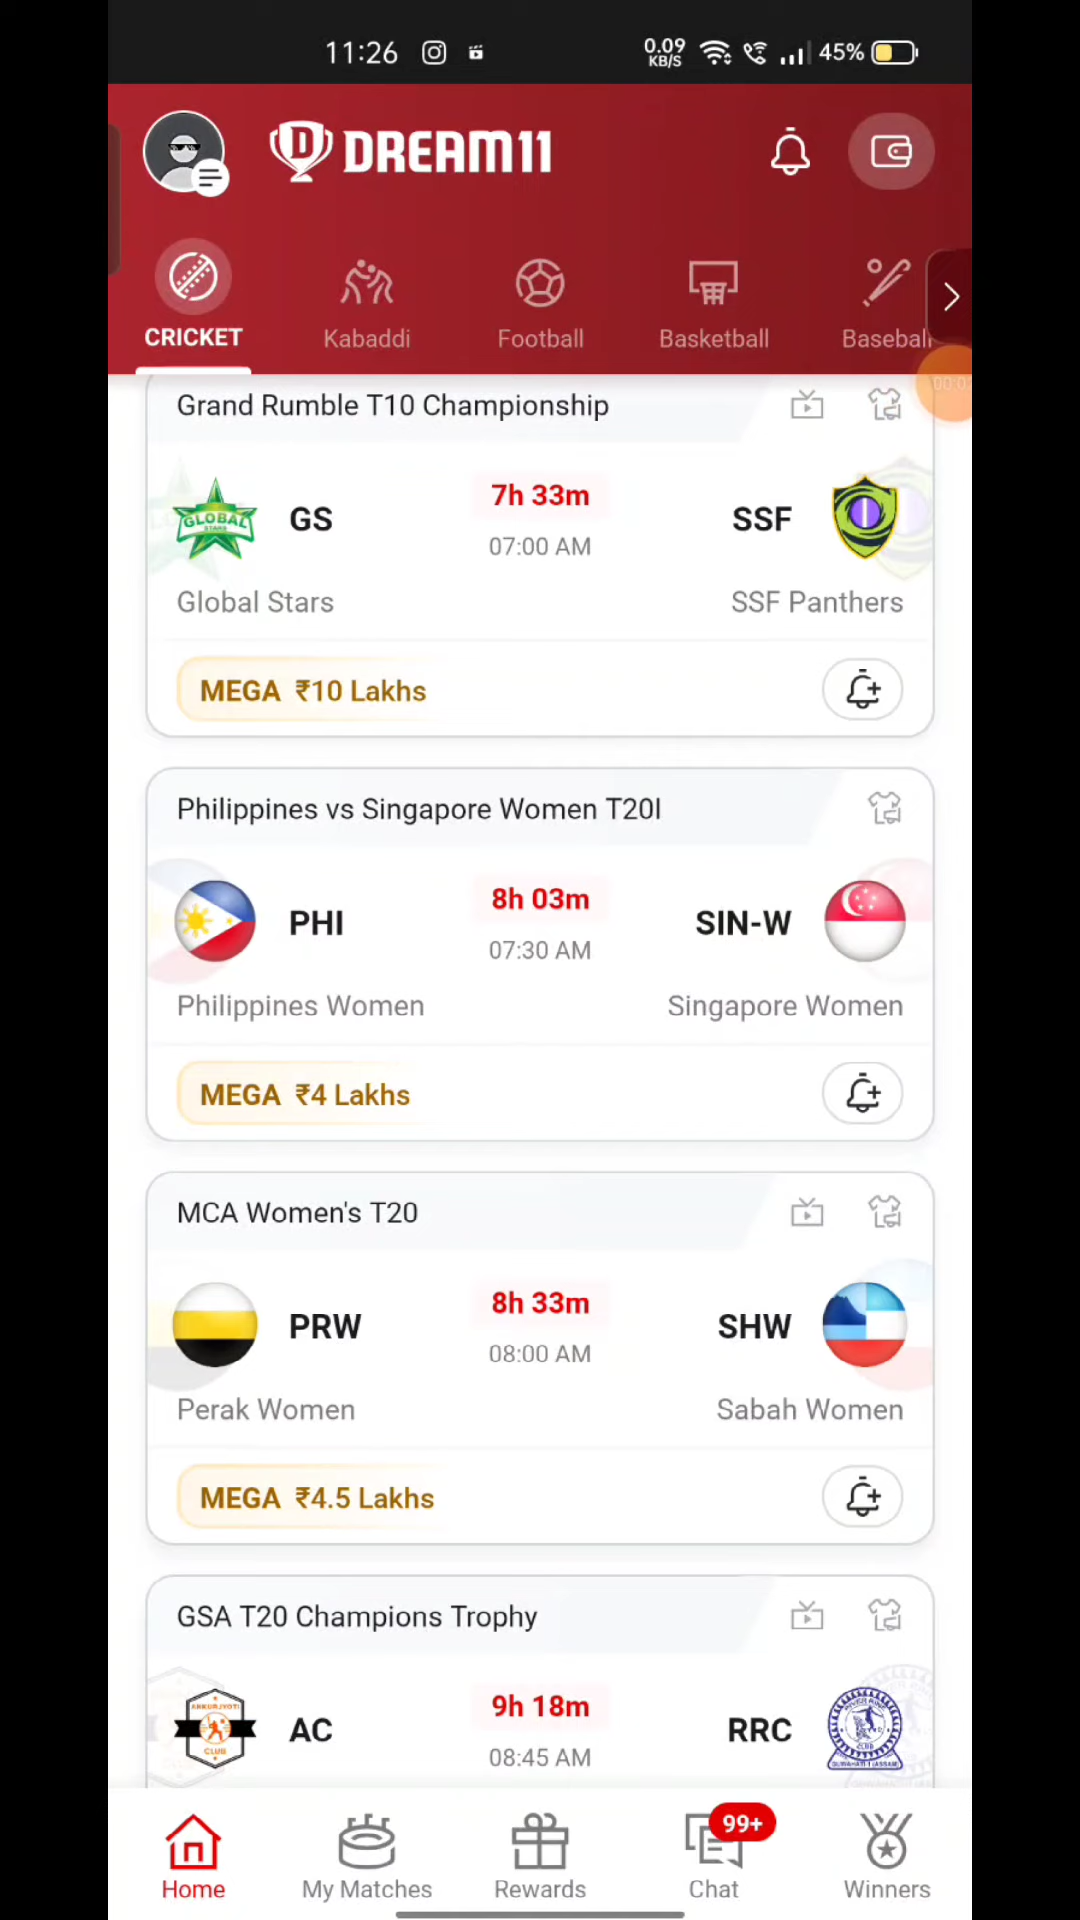 11:26
0.09 KB/S
45%
DREAM11
CRICKET
Kabaddi
Football
Basketball
Baseball
Grand Rumble T10 Championship
7h 33m
GS
SSF
07:00 AM
GLOBAL
STARS
Global Stars
SSF Panthers
MEGA ₹10 Lakhs
Philippines vs Singapore Women T20I
8h 03m
PHI
SIN-W
07:30 AM
Philippines Women
Singapore Women
MEGA ₹4 Lakhs
MCA Women's T20
8h 33m
PRW
SHW
08:00 AM
Perak Women
Sabah Women
MEGA ₹4.5 Lakhs
GSA T20 Champions Trophy
9h 18m
AC
RRC
08:45 AM
ANKURJYOTI
CLUB
99+
Home
My Matches
Rewards
Chat
Winners